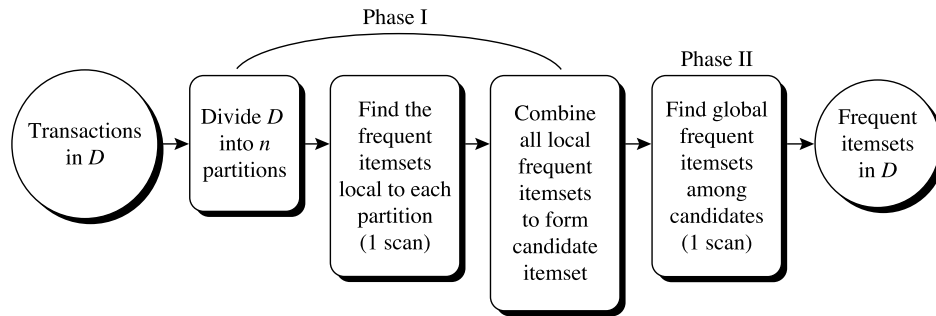 Phase I
Phase II
Transactions
in D
Divide D
into n
partitions
Find the
frequent
itemsets
local to each
partition
(1 scan)
Combine
all local
frequent
itemsets
to form
candidate
itemset
Find global
frequent
itemsets
among
candidates
(1 scan)
Frequent
itemsets
in D